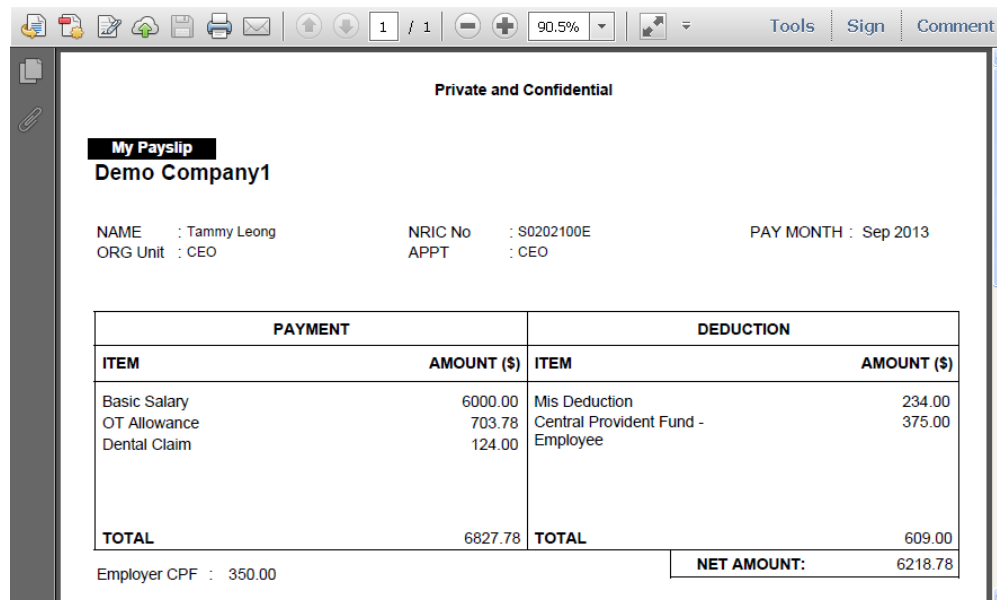 1 / 1 90.5% Tools Sign Comment
Private and Confidential
My Payslip
Demo Company1
NAME : Tammy Leong NRIC No : S0202100E PAY MONTH : Sep 2013
ORG Unit : CEO APPT : CEO
PAYMENT DEDUCTION
ITEM AMOUNT ($) ITEM AMOUNT ($)
Basic Salary 6000.00 Mis Deduction 234.00
OT Allowance 703.78 Central Provident Fund - 375.00
Dental Claim 124.00 Employee
TOTAL 6827.78 TOTAL 609.00
NET AMOUNT: 6218.78
Employer CPF : 350.00